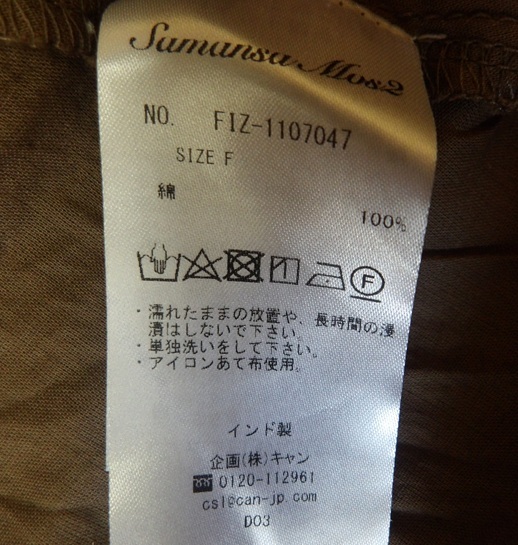 Samansa Mos2
NO. FIZ-1107047
SIZE F
綿
100%
F
・濡れたままの放置や、長時間の浸
漬はしないで下さい。
・単独洗いをして下さい。
・アイロンあて布使用。
インド製
企画(株)キャン
0120-112961
csl@can-jp.com
D03